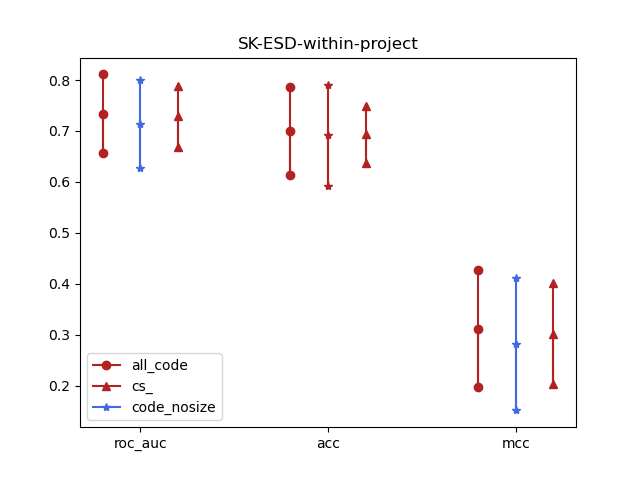 SK-ESD-within-project
0.8
0.7
0.6
0.5
0.4
0.3
0.2
all_code
cs_
code_nosize
roc_auc
acc
mcc